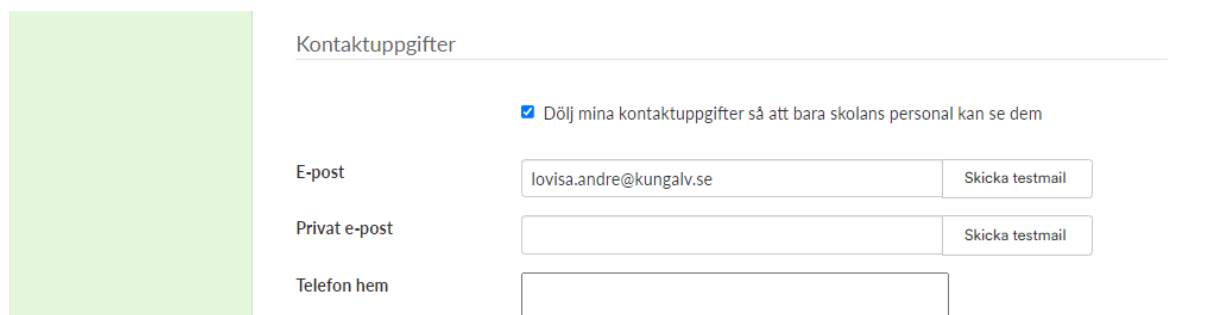 Kontaktuppgifter
Dölj mina kontaktuppgifter så att bara skolans personal kan se dem
E-post
lovisa.andre@kungalv.se
Skicka testmail
Privat e-post
Skicka testmail
Telefon hem